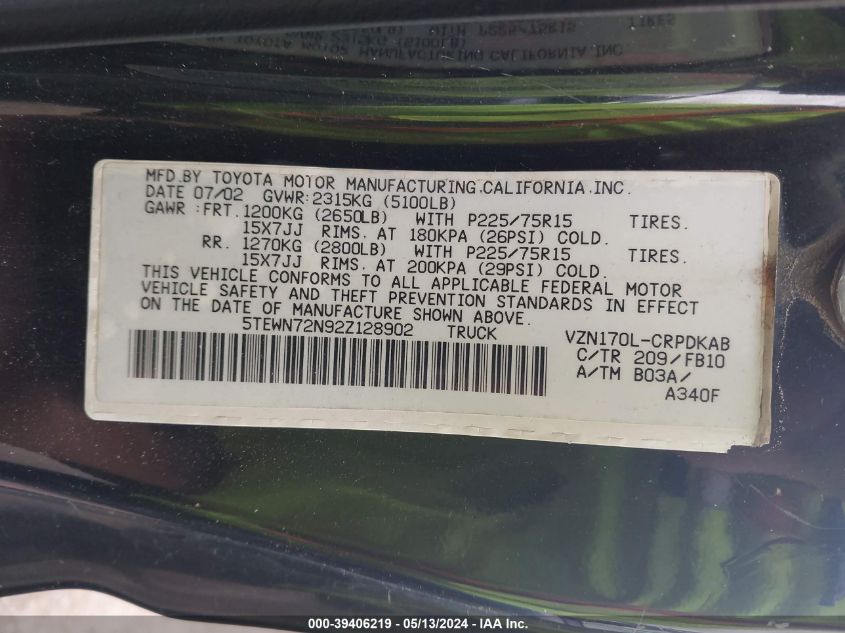 MFD.BY TOYOTA MOTOR MANUFACTURING.CALIFORNIA.INC.
DATE 07/02 GVWR:2315KG (5100LB)
GAWR :FRT.1200KG (2650LB) WITH P225/75R15 TIRES.
15X7JJ RIMS. AT 180KPA (26PSI) COLD.
RR. 1270KG (2800LB) WITH P225/75R15 TIRES.
15X7JJ RIMS. AT 200KPA (29PSI) COLD.
THIS VEHICLE CONFORMS TO ALL APPLICABLE FEDERAL MOTOR
VEHICLE SAFETY AND THEFT PREVENTION STANDARDS IN EFFECT
ON THE DATE OF MANUFACTURE SHOWN ABOVE.
5TEWN72N92Z128902 TRUCK VZN170L-CRPDKAB
C/TR 209/FB10
A/TM B03A/
A340F
000-39406219 - 05/13/2024 - - IMAGE PROVIDED BY IAA, INC.